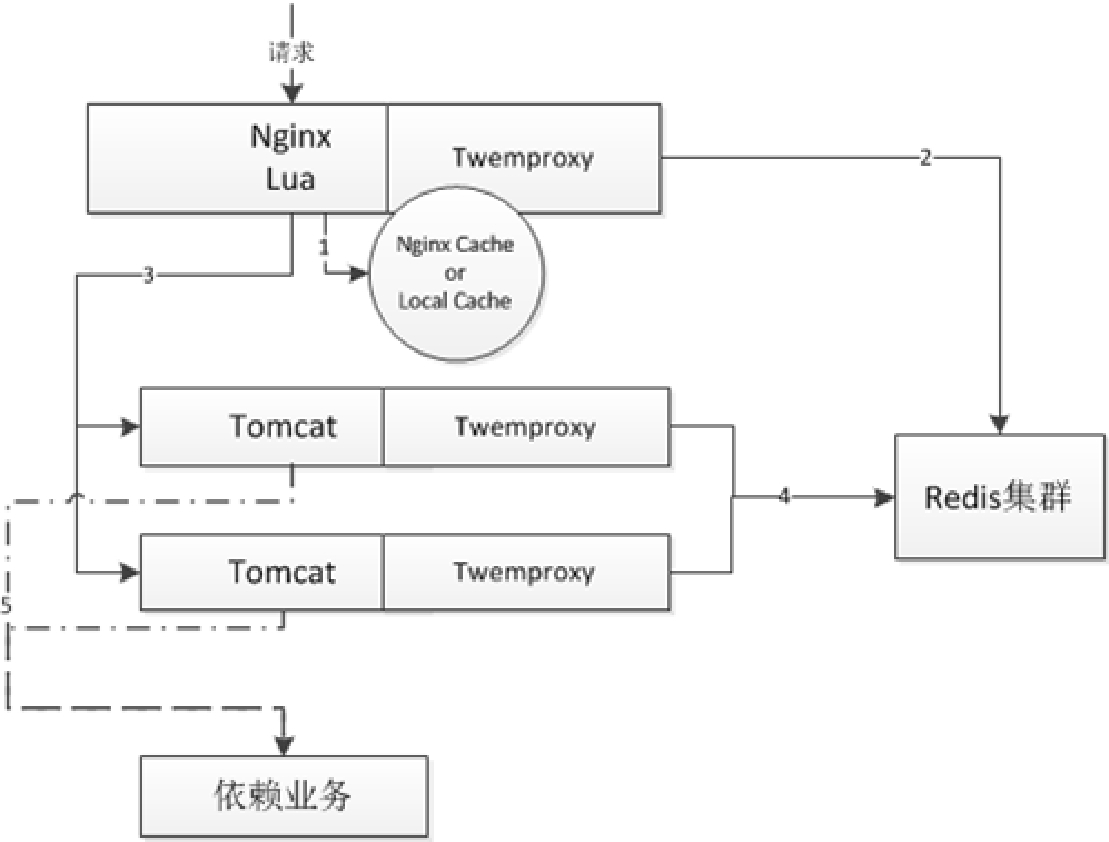 请求
Nginx
Lua
Twemproxy
2
1
Nginx Cache
or
Local Cache
3
Tomcat
Twemproxy
4
Redis集群
Tomcat
Twemproxy
5
依赖业务